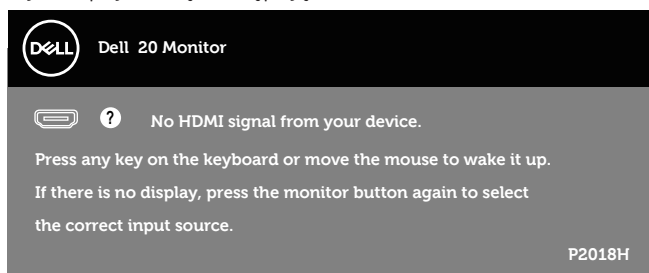 DELL Dell 20 Monitor
? No HDMI signal from your device.
Press any key on the keyboard or move the mouse to wake it up.
If there is no display, press the monitor button again to select
the correct input source.
P2018H